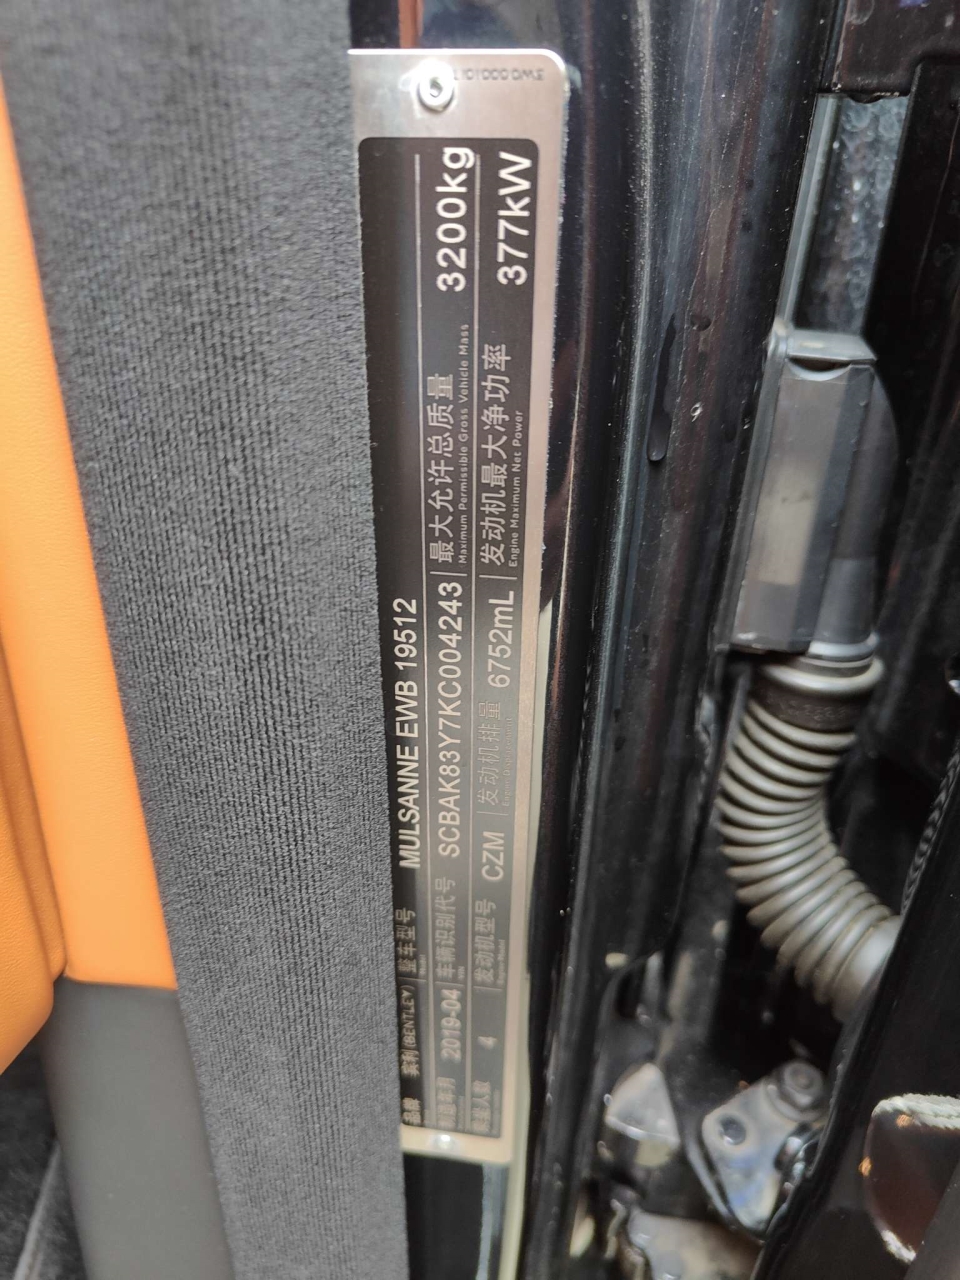 品牌 宾利(BENTLEY) 整车型号 MULSANNE EWB 19512
制造年月 2019-04 车辆识别代号 SCBAK83Y7KC004243 最大允许总质量 3200kg
Maximum Permissible Gross Vehicle Mass
乘坐人数 4 发动机型号 CZM 发动机排量 6752mL 发动机最大净功率 377kW
Engine Displacement Engine Maximum Net Power